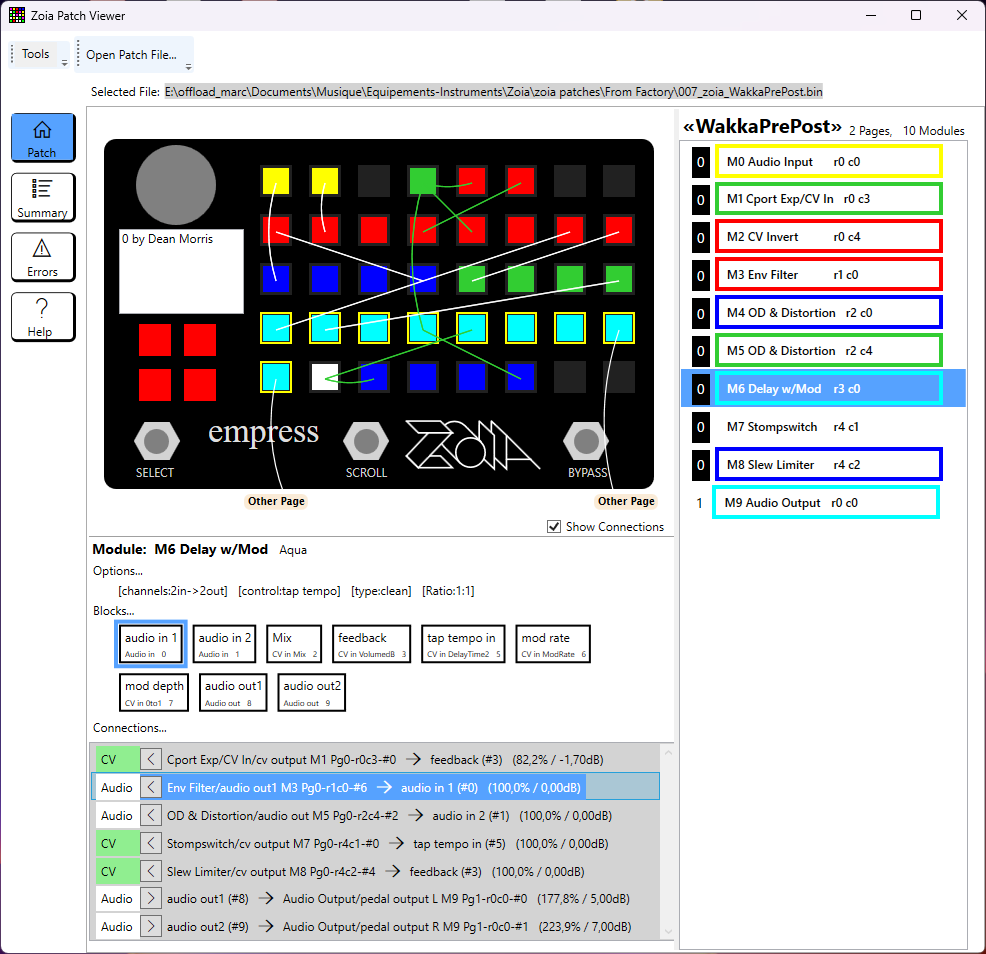 Zoia Patch Viewer
Tools
Open Patch File...
Selected File: E:\offload_marc\Documents\Musique\Equipements-Instruments\Zoia\zoia patches\From Factory\007_zoia_WakkaPrePost.bin
Patch
Summary
Errors
?
Help
0 by Dean Morris
empress
ZOIA
SELECT
SCROLL
BYPASS
Other Page
Other Page
Show Connections
«WakkaPrePost» 2 Pages, 10 Modules
0 M0 Audio Input r0 c0
0 M1 Cport Exp/CV In r0 c3
0 M2 CV Invert r0 c4
0 M3 Env Filter r1 c0
0 M4 OD & Distortion r2 c0
0 M5 OD & Distortion r2 c4
0 M6 Delay w/Mod r3 c0
0 M7 Stompswitch r4 c1
0 M8 Slew Limiter r4 c2
1 M9 Audio Output r0 c0
Module: M6 Delay w/Mod Aqua
Options...
[channels:2in->2out] [control:tap tempo] [type:clean] [Ratio:1:1]
Blocks...
audio in 1 audio in 2 Mix feedback tap tempo in mod rate
Audio in 0 Audio in 1 CV in Mix 2 CV in VolumedB 3 CV in DelayTime2 5 CV in ModRate 6
mod depth audio out1 audio out2
CV in 0to1 7 Audio out 8 Audio out 9
Connections...
CV < Cport Exp/CV In/cv output M1 Pg0-r0c3-#0 → feedback (#3) (82,2% / -1,70dB)
Audio < Env Filter/audio out1 M3 Pg0-r1c0-#6 → audio in 1 (#0) (100,0% / 0,00dB)
Audio < OD & Distortion/audio out M5 Pg0-r2c4-#2 → audio in 2 (#1) (100,0% / 0,00dB)
CV < Stompswitch/cv output M7 Pg0-r4c1-#0 → tap tempo in (#5) (100,0% / 0,00dB)
CV < Slew Limiter/cv output M8 Pg0-r4c2-#4 → feedback (#3) (100,0% / 0,00dB)
Audio > audio out1 (#8) → Audio Output/pedal output L M9 Pg1-r0c0-#0 (177,8% / 5,00dB)
Audio > audio out2 (#9) → Audio Output/pedal output R M9 Pg1-r0c0-#1 (223,9% / 7,00dB)